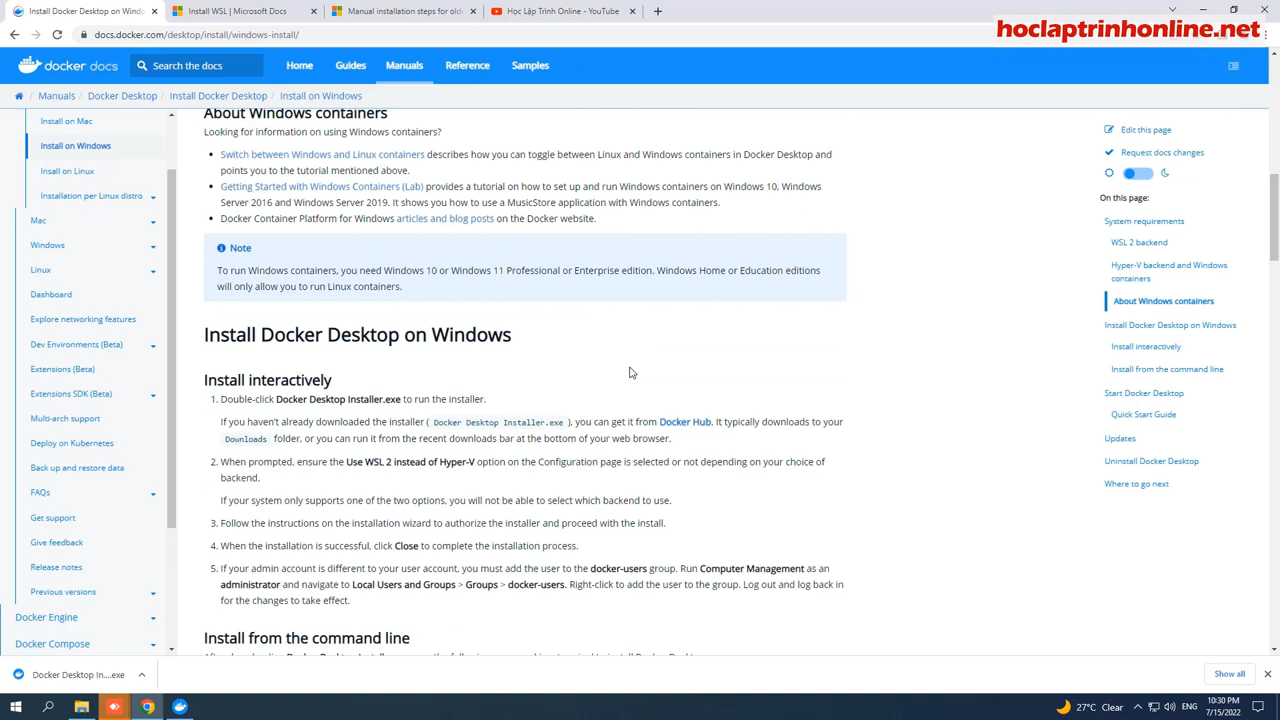 Install Docker Desktop on Windo
Install WSL | Microsoft Docs
Manual installation steps for old
Học Lập Trình Online - YouTube
docs.docker.com/desktop/install/windows-install/
hoclaptrinhonline.net
docker docs
Search the docs
Home
Guides
Manuals
Reference
Samples
/ Manuals / Docker Desktop / Install Docker Desktop / Install on Windows
Install on Mac
Install on Windows
Insall on Linux
Installation per Linux distro
Mac
Windows
Linux
Dashboard
Explore networking features
Dev Environments (Beta)
Extensions (Beta)
Extensions SDK (Beta)
Multi-arch support
Deploy on Kubernetes
Back up and restore data
FAQs
Get support
Give feedback
Release notes
Previous versions
Docker Engine
Docker Compose
About Windows containers
Looking for information on using Windows containers?
Switch between Windows and Linux containers describes how you can toggle between Linux and Windows containers in Docker Desktop and
points you to the tutorial mentioned above.
Getting Started with Windows Containers (Lab) provides a tutorial on how to set up and run Windows containers on Windows 10, Windows
Server 2016 and Windows Server 2019. It shows you how to use a MusicStore application with Windows containers.
Docker Container Platform for Windows articles and blog posts on the Docker website.
Note
To run Windows containers, you need Windows 10 or Windows 11 Professional or Enterprise edition. Windows Home or Education editions
will only allow you to run Linux containers.
Install Docker Desktop on Windows
Install interactively
1. Double-click Docker Desktop Installer.exe to run the installer.
If you haven't already downloaded the installer ( Docker Desktop Installer.exe ), you can get it from Docker Hub. It typically downloads to your
Downloads folder, or you can run it from the recent downloads bar at the bottom of your web browser.
2. When prompted, ensure the Use WSL 2 instead of Hyper-V option on the Configuration page is selected or not depending on your choice of
backend.
If your system only supports one of the two options, you will not be able to select which backend to use.
3. Follow the instructions on the installation wizard to authorize the installer and proceed with the install.
4. When the installation is successful, click Close to complete the installation process.
5. If your admin account is different to your user account, you must add the user to the docker-users group. Run Computer Management as an
administrator and navigate to Local Users and Groups > Groups > docker-users. Right-click to add the user to the group. Log out and log back in
for the changes to take effect.
Install from the command line
Edit this page
Request docs changes
On this page:
System requirements
WSL 2 backend
Hyper-V backend and Windows
containers
About Windows containers
Install Docker Desktop on Windows
Install interactively
Install from the command line
Start Docker Desktop
Quick Start Guide
Updates
Uninstall Docker Desktop
Where to go next
Docker Desktop In....exe
Show all
27°C Clear
ENG
10:30 PM
7/15/2022